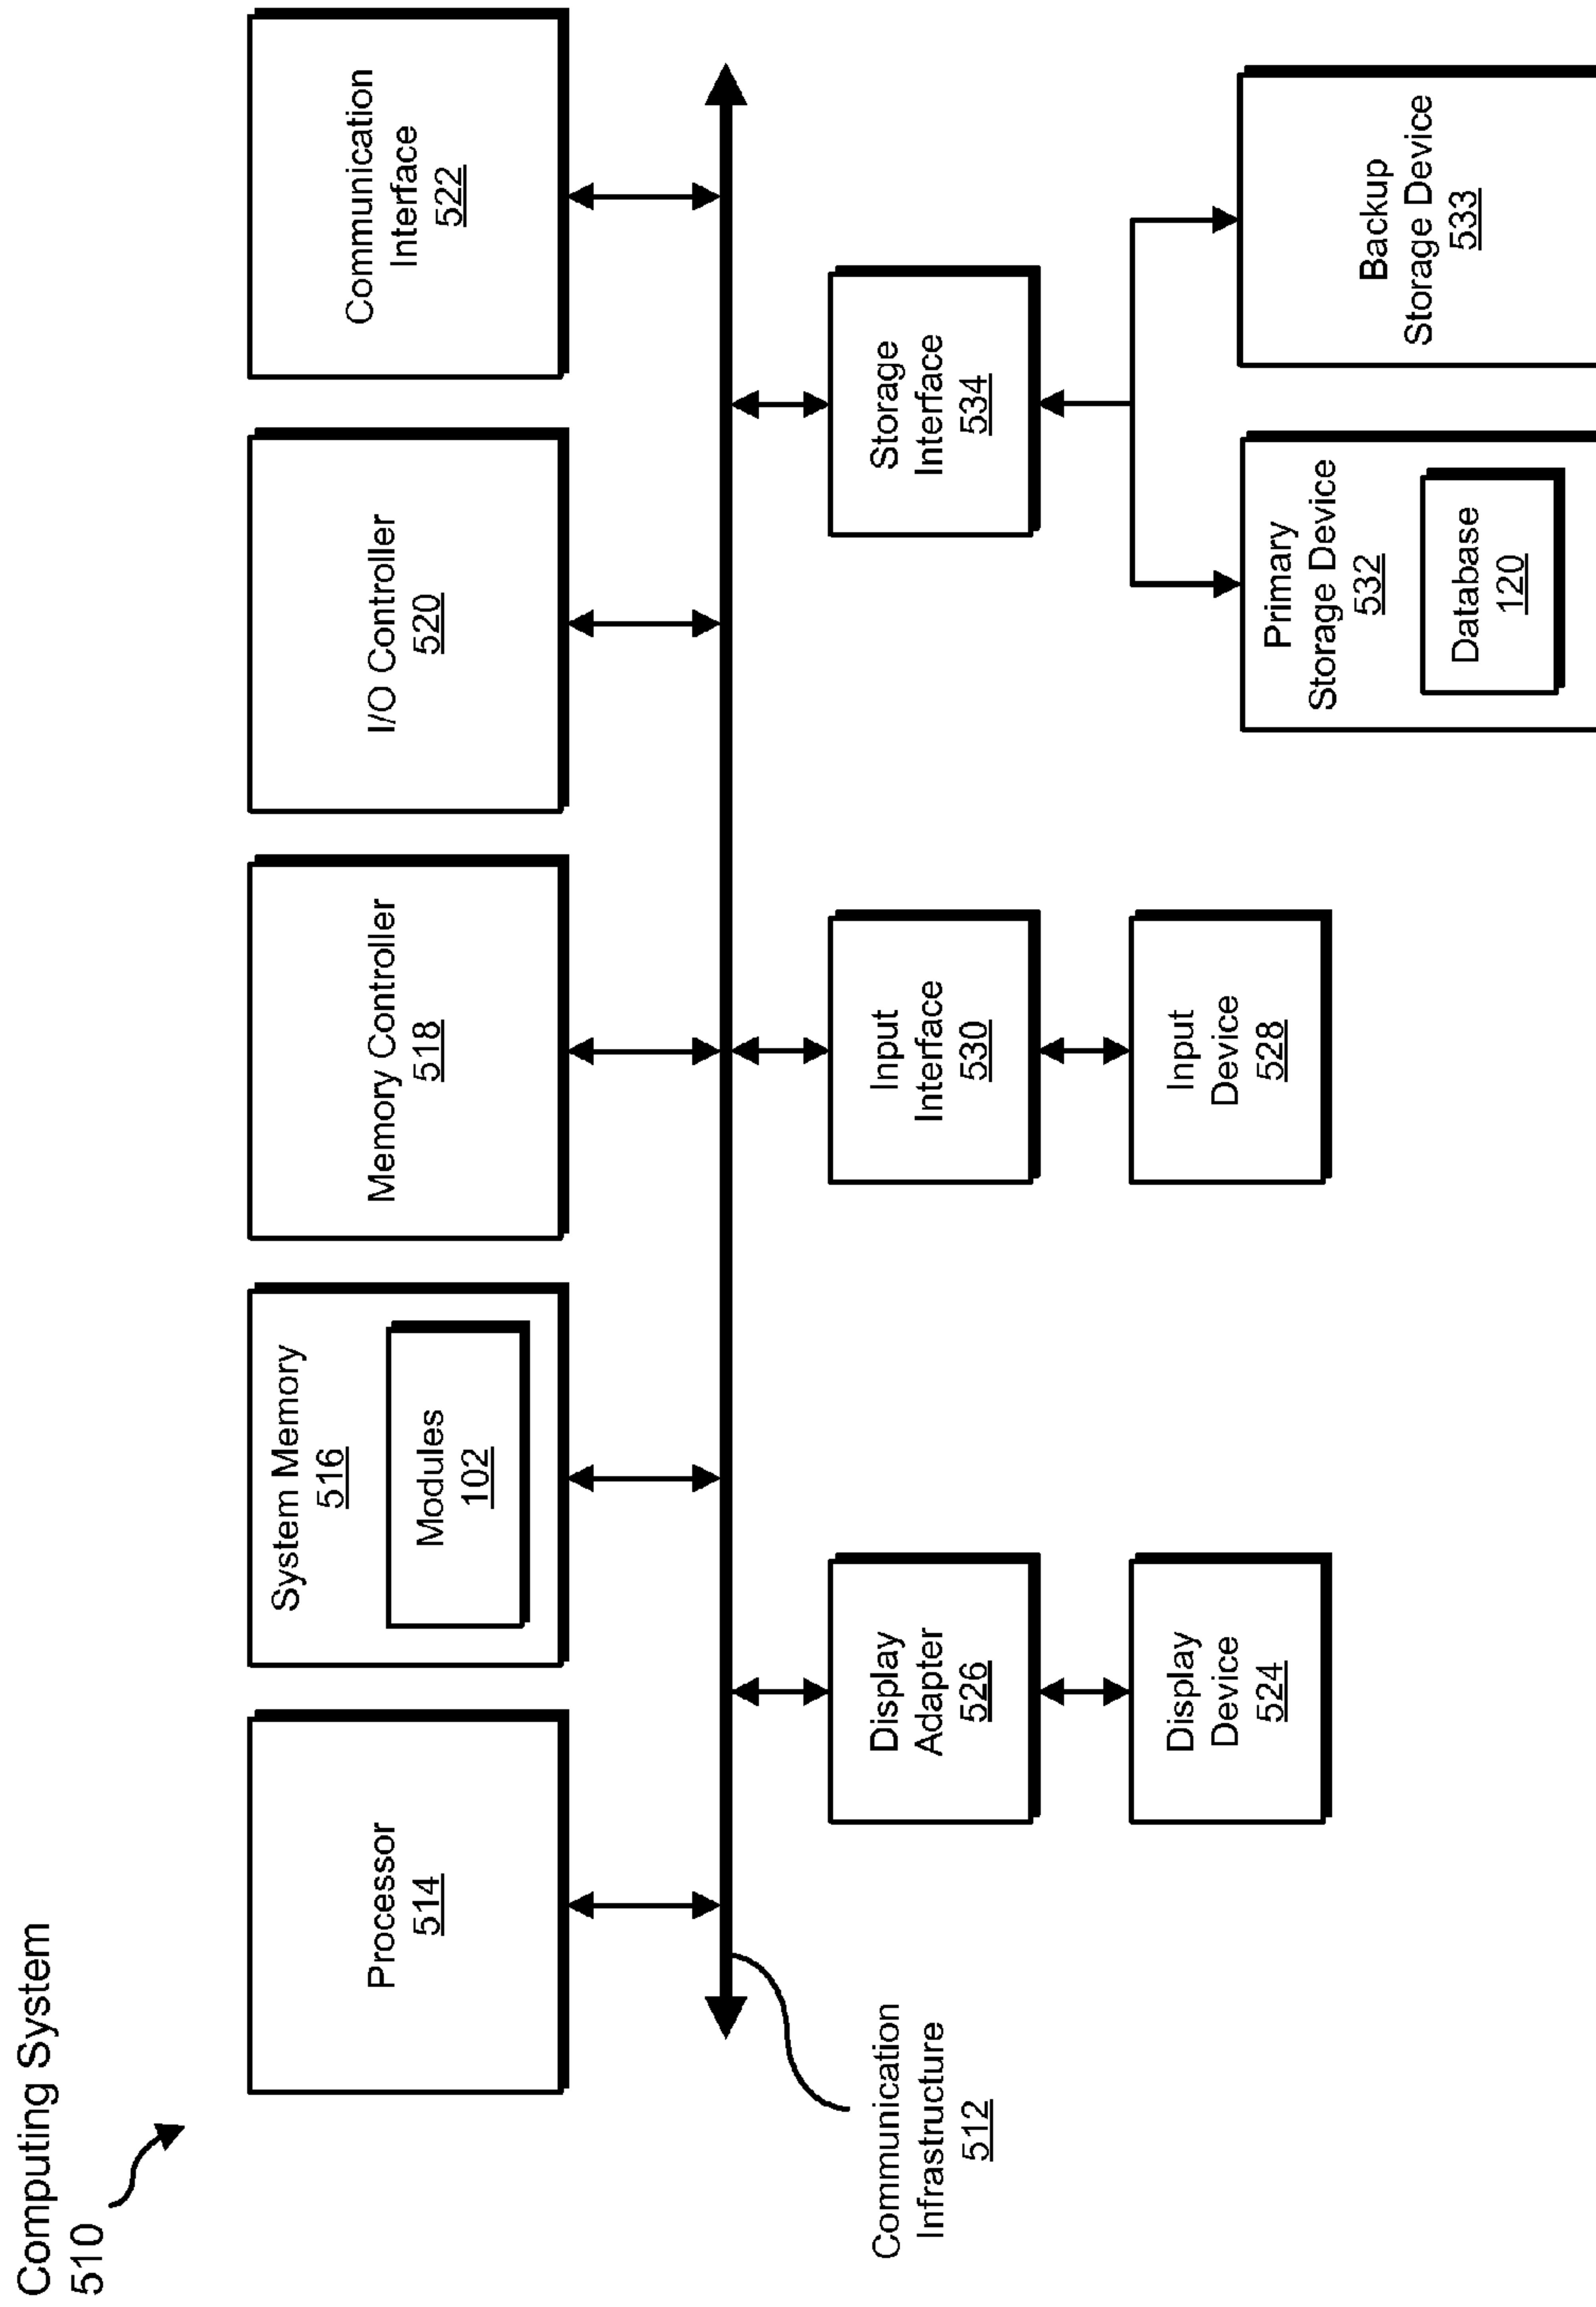 Computing System
510
Processor
514
System Memory
516
Modules
102
Memory Controller
518
I/O Controller
520
Communication
Interface
522
Communication
Infrastructure
512
Display
Adapter
526
Input
Interface
530
Storage
Interface
534
Display
Device
524
Input
Device
528
Primary
Storage Device
532
Database
120
Backup
Storage Device
533